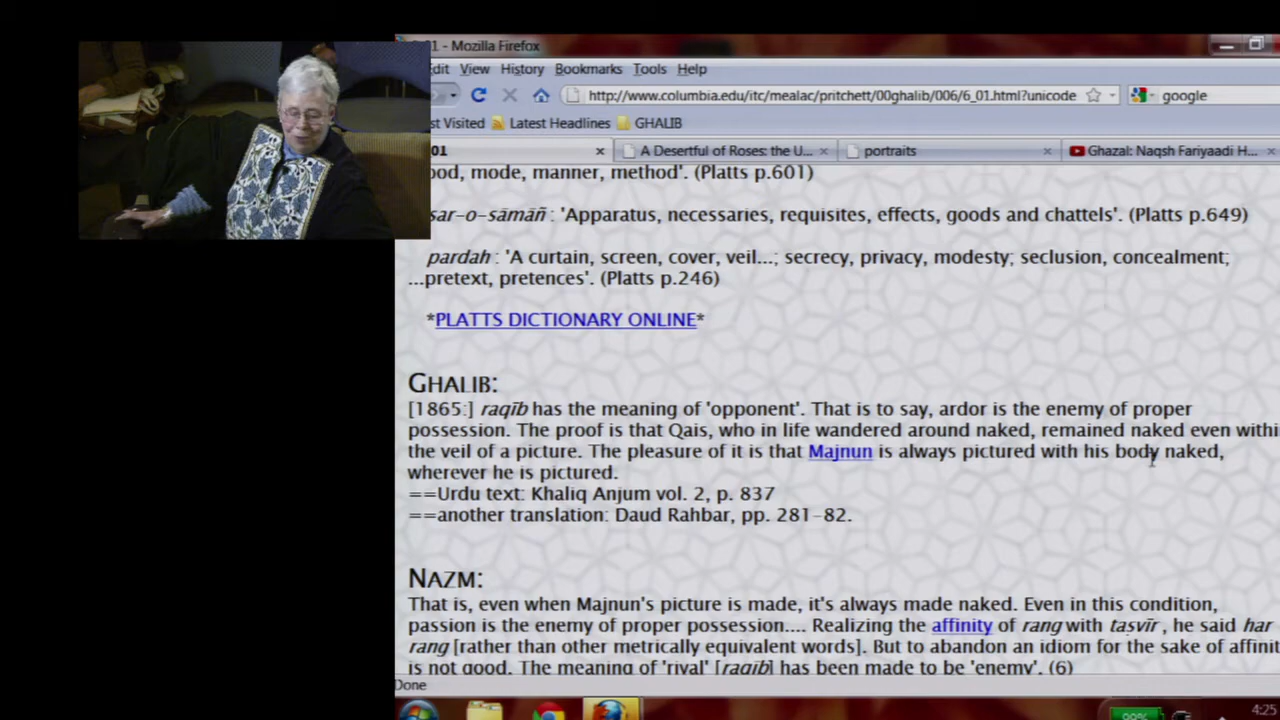 01 - Mozilla Firefox
dit View History Bookmarks Tools Help
http://www.columbia.edu/itc/mealac/pritchett/00ghalib/006/6_01.html?unicode google
st Visited Latest Headlines GHALIB
01 A Desertful of Roses: the U... portraits Ghazal: Naqsh Fariyaadi H...
ood, mode, manner, method'. (Platts p.601)
sar-o-sāmāñ : 'Apparatus, necessaries, requisites, effects, goods and chattels'. (Platts p.649)
pardah : 'A curtain, screen, cover, veil...; secrecy, privacy, modesty; seclusion, concealment;
...pretext, pretences'. (Platts p.246)
*PLATTS DICTIONARY ONLINE*
GHALIB:
[1865:] raqīb has the meaning of 'opponent'. That is to say, ardor is the enemy of proper
possession. The proof is that Qais, who in life wandered around naked, remained naked even withi
the veil of a picture. The pleasure of it is that Majnun is always pictured with his body naked,
wherever he is pictured.
==Urdu text: Khaliq Anjum vol. 2, p. 837
==another translation: Daud Rahbar, pp. 281-82.
NAZM:
That is, even when Majnun's picture is made, it's always made naked. Even in this condition,
passion is the enemy of proper possession.... Realizing the affinity of rang with taṣvīr , he said har
rang [rather than other metrically equivalent words]. But to abandon an idiom for the sake of affinit
is not good. The meaning of 'rival' [raqīb] has been made to be 'enemy'. (6)
Done
99%
4:25